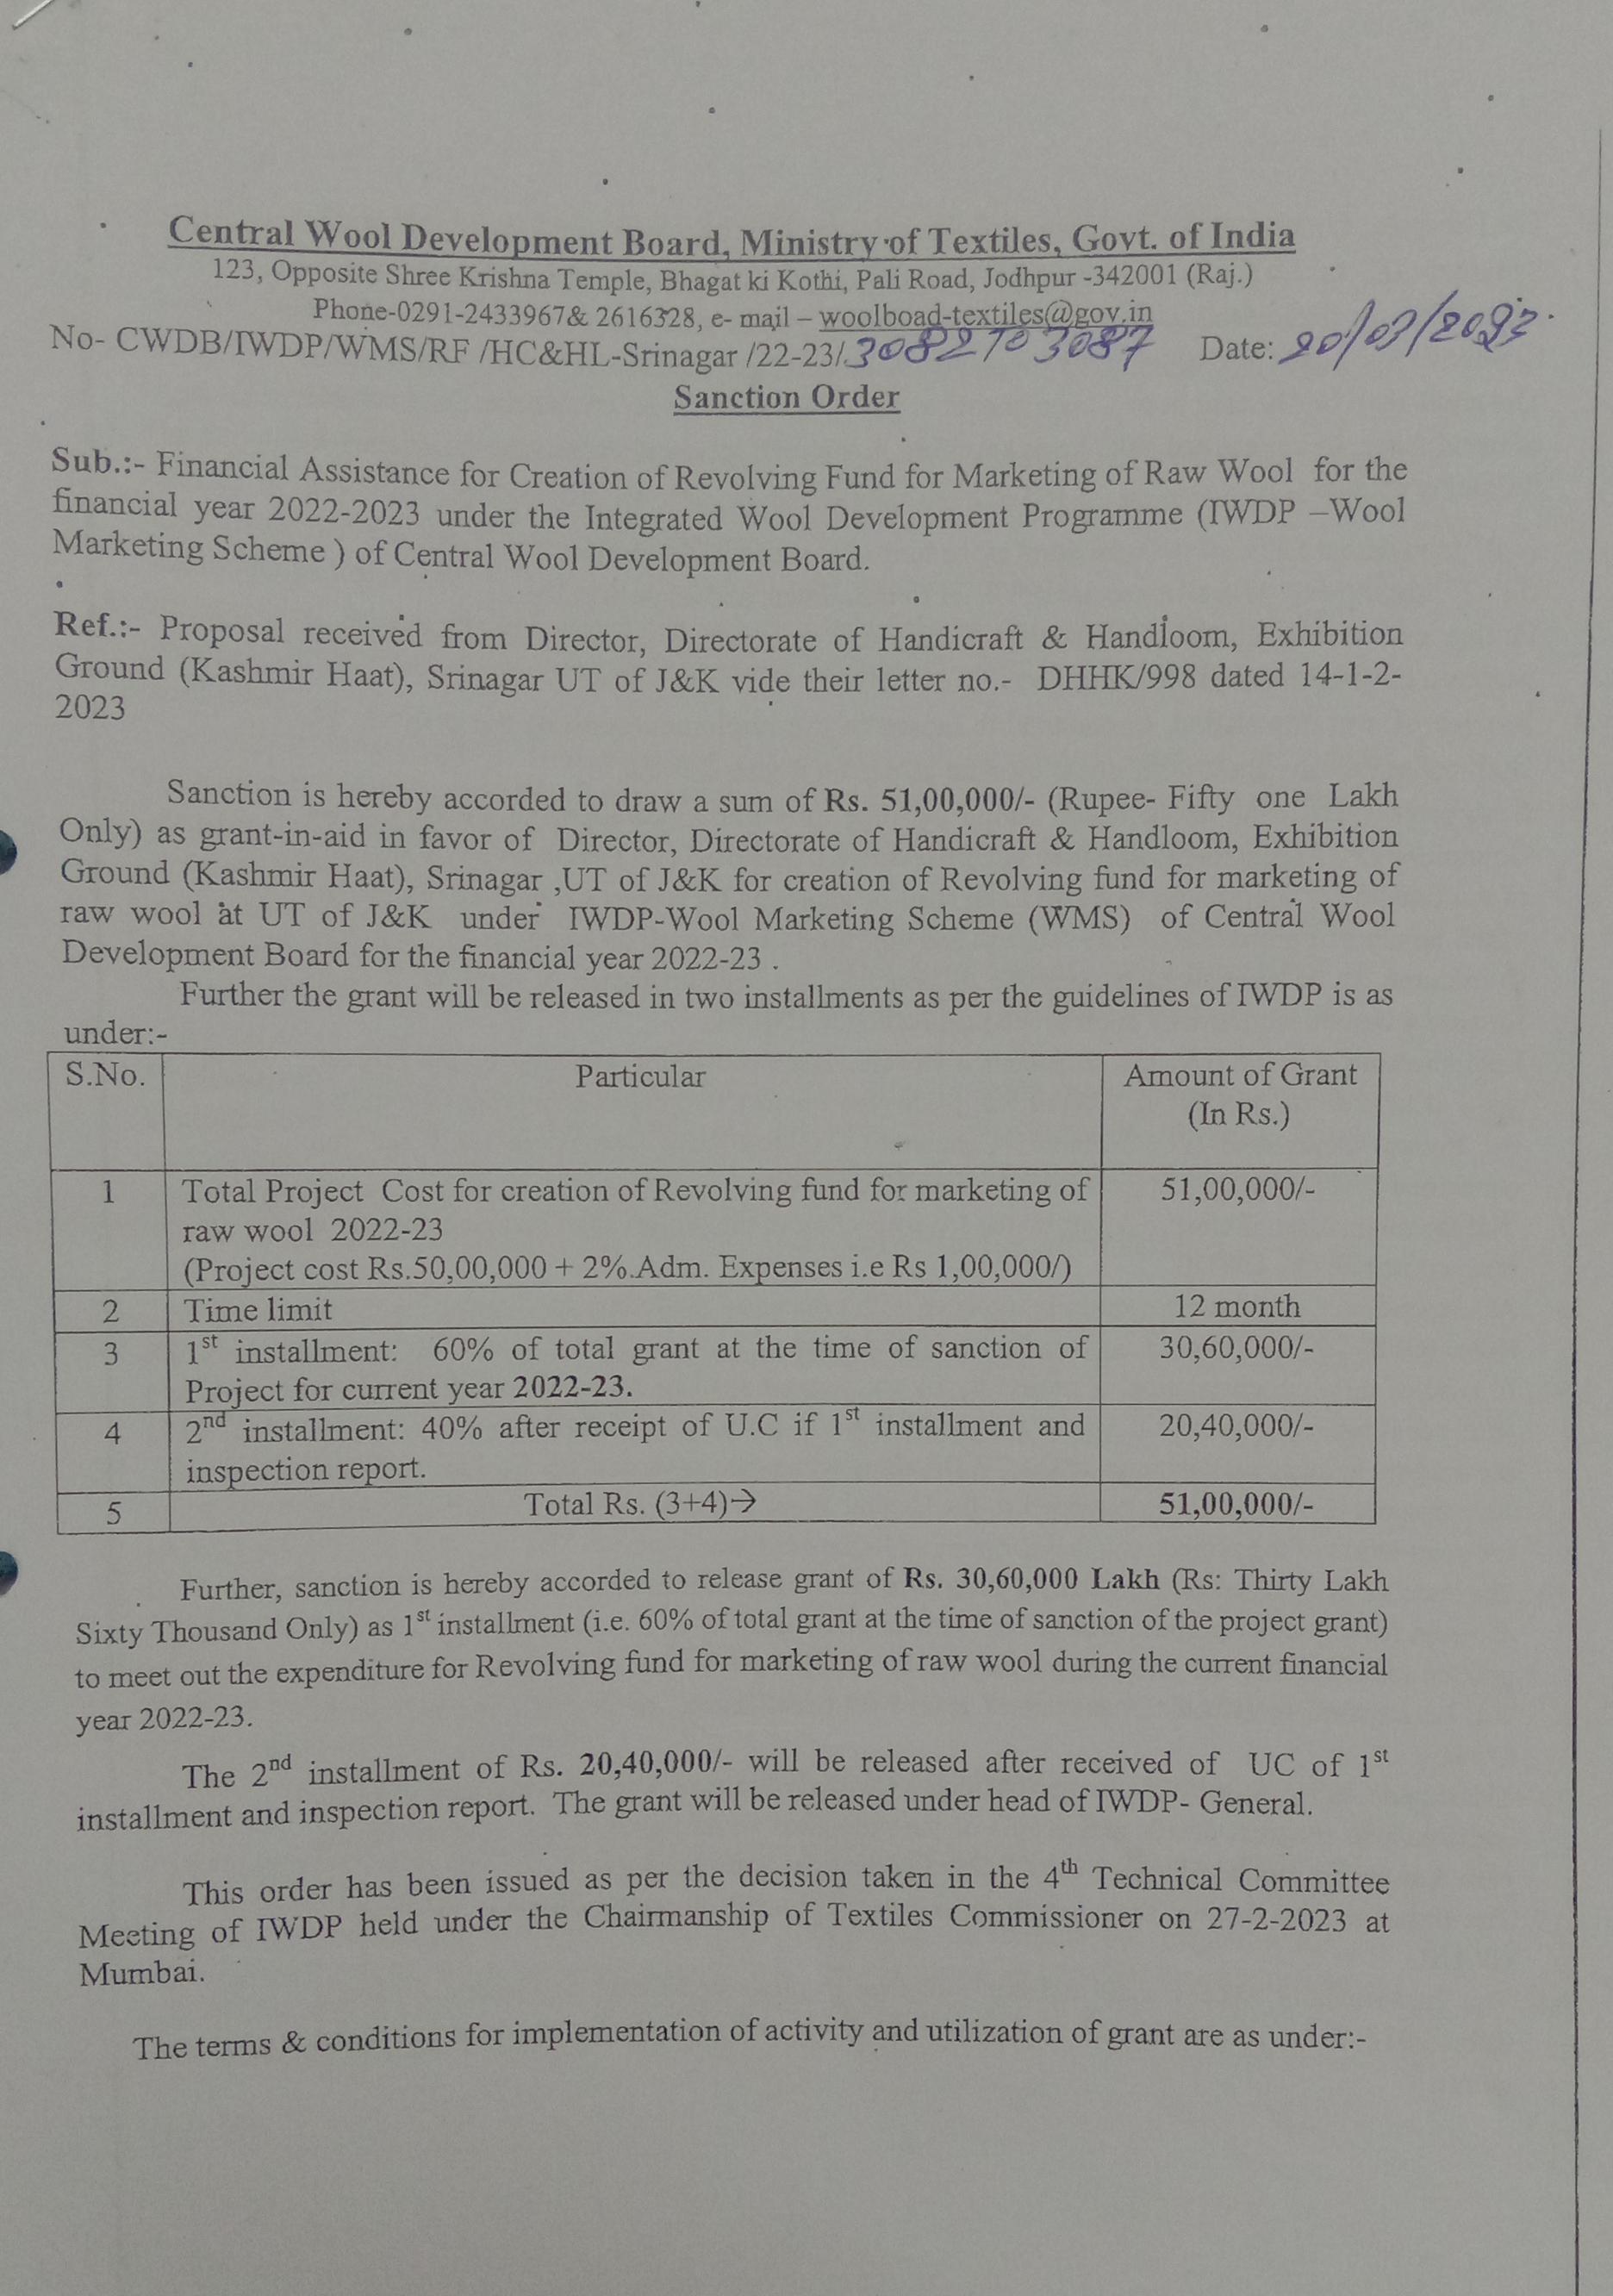 Central Wool Development Board, Ministry of Textiles, Govt. of India
123, Opposite Shree Krishna Temple, Bhagat ki Kothi, Pali Road, Jodhpur -342001 (Raj.)
Phone-0291-2433967& 2616328, e- mail – woolboad-textiles@gov.in
No- CWDB/IWDP/WMS/RF /HC&HL-Srinagar /22-23/.3082 TO 3087 Date: 20/03/2023
Sanction Order
Sub.:- Financial Assistance for Creation of Revolving Fund for Marketing of Raw Wool for the
financial year 2022-2023 under the Integrated Wool Development Programme (IWDP –Wool
Marketing Scheme ) of Central Wool Development Board.
Ref.:- Proposal received from Director, Directorate of Handicraft & Handloom, Exhibition
Ground (Kashmir Haat), Srinagar UT of J&K vide their letter no.- DHHK/998 dated 14-1-2-
2023
Sanction is hereby accorded to draw a sum of Rs. 51,00,000/- (Rupee- Fifty one Lakh
Only) as grant-in-aid in favor of Director, Directorate of Handicraft & Handloom, Exhibition
Ground (Kashmir Haat), Srinagar ,UT of J&K for creation of Revolving fund for marketing of
raw wool at UT of J&K under IWDP-Wool Marketing Scheme (WMS) of Central Wool
Development Board for the financial year 2022-23 .
Further the grant will be released in two installments as per the guidelines of IWDP is as
under:-
S.No. Particular Amount of Grant
(In Rs.)
1 Total Project Cost for creation of Revolving fund for marketing of 51,00,000/-
raw wool 2022-23
(Project cost Rs.50,00,000 + 2%.Adm. Expenses i.e Rs 1,00,000/)
2 Time limit 12 month
3 1st installment: 60% of total grant at the time of sanction of 30,60,000/-
Project for current year 2022-23.
4 2nd installment: 40% after receipt of U.C if 1st installment and 20,40,000/-
inspection report.
5 Total Rs. (3+4)→ 51,00,000/-
Further, sanction is hereby accorded to release grant of Rs. 30,60,000 Lakh (Rs: Thirty Lakh
Sixty Thousand Only) as 1st installment (i.e. 60% of total grant at the time of sanction of the project grant)
to meet out the expenditure for Revolving fund for marketing of raw wool during the current financial
year 2022-23.
The 2nd installment of Rs. 20,40,000/- will be released after received of UC of 1st
installment and inspection report. The grant will be released under head of IWDP- General.
This order has been issued as per the decision taken in the 4th Technical Committee
Meeting of IWDP held under the Chairmanship of Textiles Commissioner on 27-2-2023 at
Mumbai.
The terms & conditions for implementation of activity and utilization of grant are as under:-